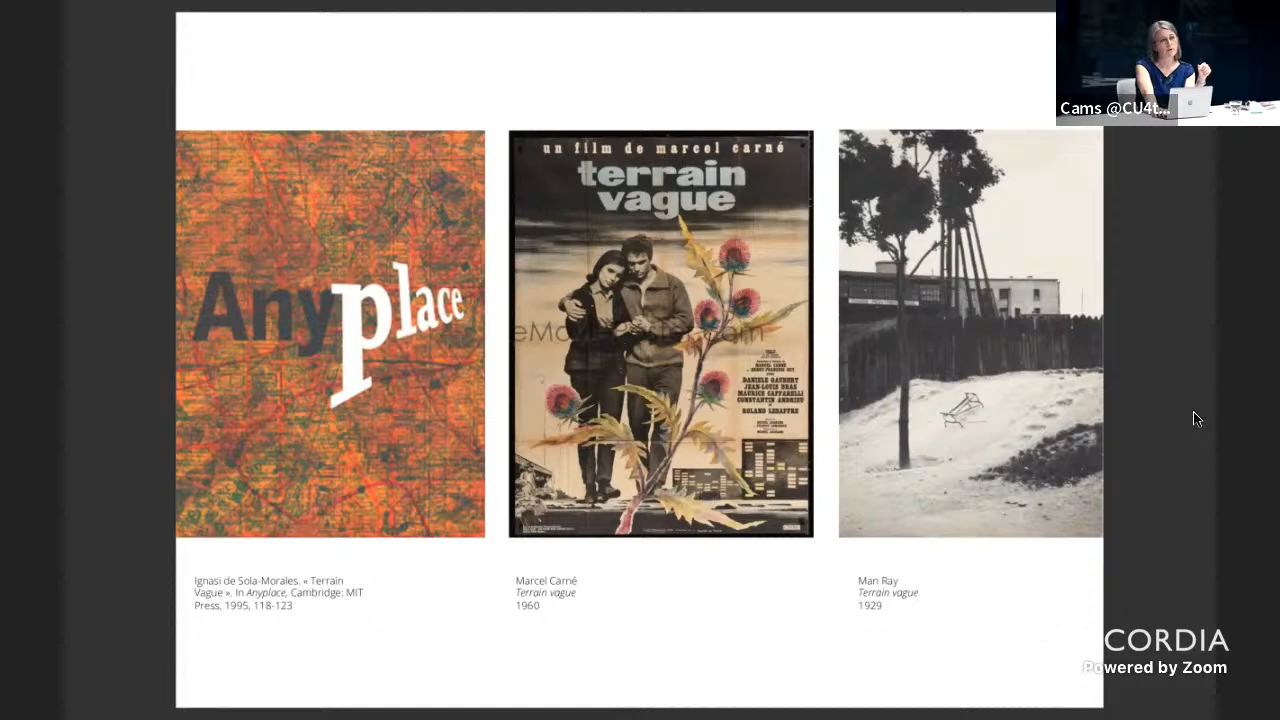 Cams @CU4t...
Anyplace
un film de marcel carné
terrain
vague
DANIELE GAUBERT
JEAN-LOUIS BRAS
MAURICE CAFFARELLI
CONSTANTIN ANDRIEU
ROLAND LESAFFRE
Ignasi de Sola-Morales. « Terrain
Vague ». In Anyplace, Cambridge: MIT
Press, 1995, 118-123
Marcel Carné
Terrain vague
1960
Man Ray
Terrain vague
1929
CORDIA
Powered by Zoom